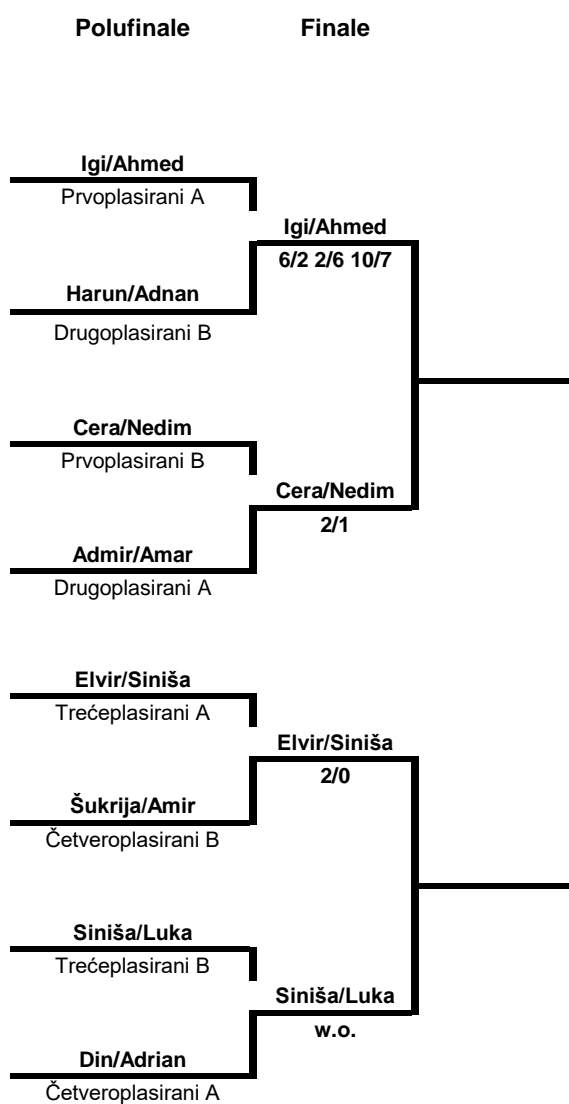 Polufinale Finale
Igi/Ahmed
Prvoplasirani A
Igi/Ahmed
6/2 2/6 10/7
Harun/Adnan
Drugoplasirani B
Cera/Nedim
Prvoplasirani B
Cera/Nedim
2/1
Admir/Amar
Drugoplasirani A
Elvir/Siniša
Trećeplasirani A
Elvir/Siniša
2/0
Šukrija/Amir
Četveroplasirani B
Siniša/Luka
Trećeplasirani B
Siniša/Luka
w.o.
Din/Adrian
Četveroplasirani A